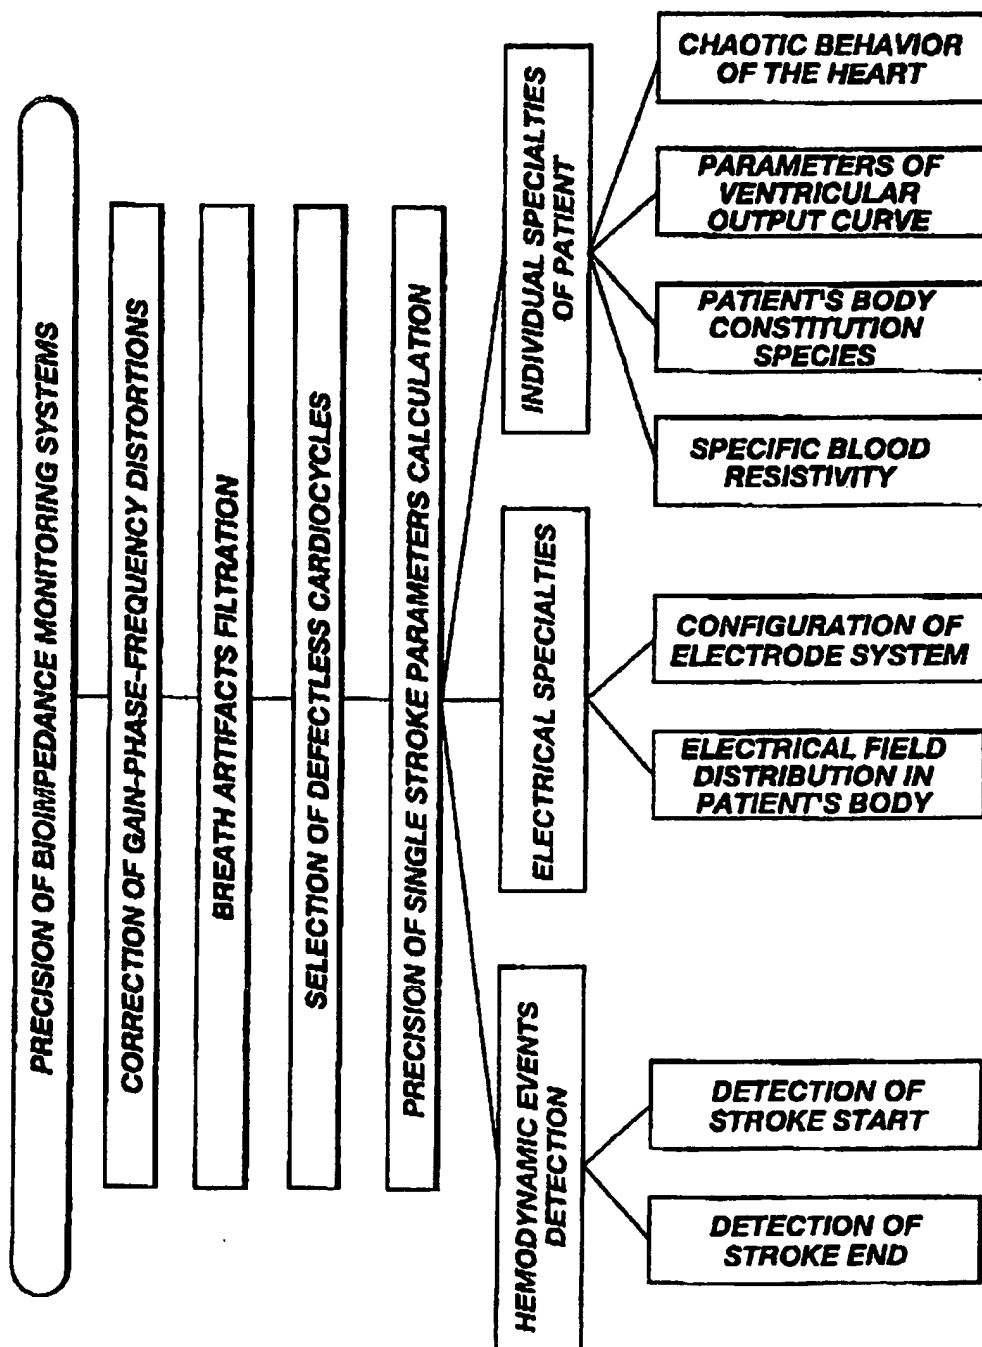 PRECISION OF BIOIMPEDANCE MONITORING SYSTEMS
CORRECTION OF GAIN-PHASE-FREQUENCY DISTORTIONS
BREATH ARTIFACTS FILTRATION
SELECTION OF DEFECTLESS CARDIOCYCLES
PRECISION OF SINGLE STROKE PARAMETERS CALCULATION
INDIVIDUAL SPECIALTIES
OF PATIENT
CHAOTIC BEHAVIOR
OF THE HEART
PARAMETERS OF
VENTRICULAR
OUTPUT CURVE
PATIENT'S BODY
CONSTITUTION
SPECIES
SPECIFIC BLOOD
RESISTIVITY
ELECTRICAL SPECIALTIES
CONFIGURATION OF
ELECTRODE SYSTEM
ELECTRICAL FIELD
DISTRIBUTION IN
PATIENT'S BODY
HEMODYNAMIC EVENTS
DETECTION
DETECTION OF
STROKE START
DETECTION OF
STROKE END